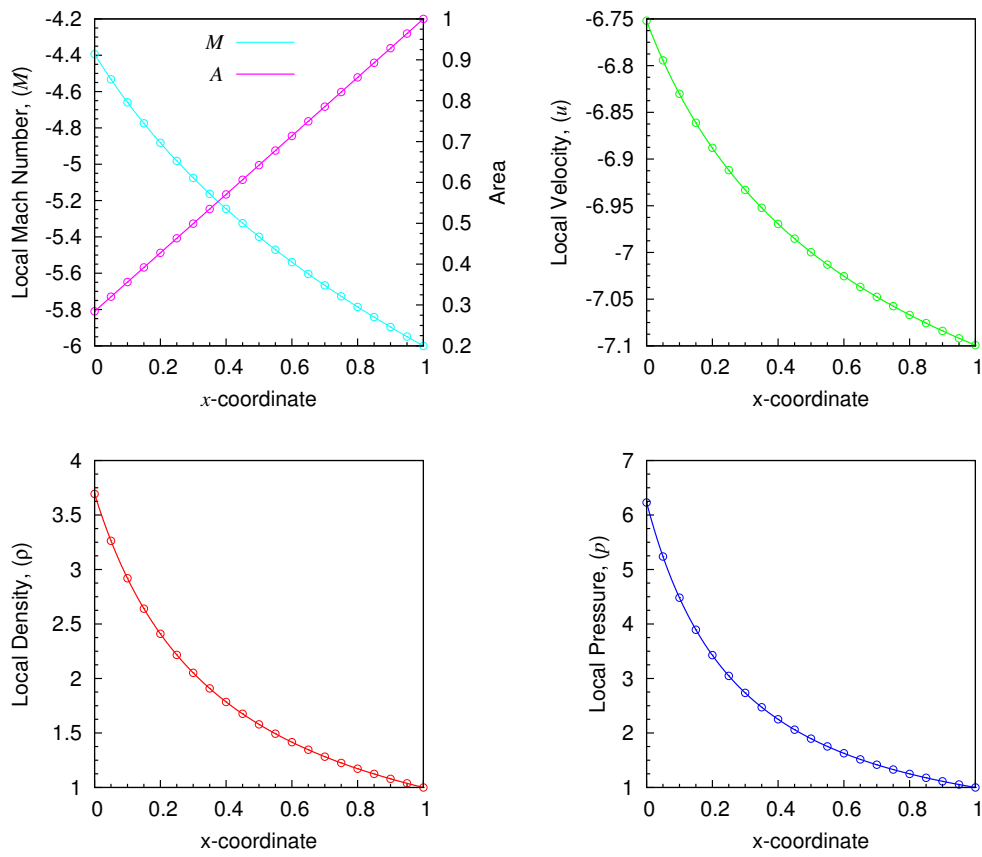 -4.2
-4.4
-4.6
-4.8
-5
-5.2
-5.4
-5.6
-5.8
-6
Local Mach Number, (M)
M
A
1
0.9
0.8
0.7
0.6
0.5
0.4
0.3
0.2
Area
0 0.2 0.4 0.6 0.8 1
x-coordinate
-6.75
-6.8
-6.85
-6.9
-6.95
-7
-7.05
-7.1
Local Velocity, (u)
0 0.2 0.4 0.6 0.8 1
x-coordinate
4
3.5
3
2.5
2
1.5
1
Local Density, (ρ)
0 0.2 0.4 0.6 0.8 1
x-coordinate
7
6
5
4
3
2
1
Local Pressure, (p)
0 0.2 0.4 0.6 0.8 1
x-coordinate